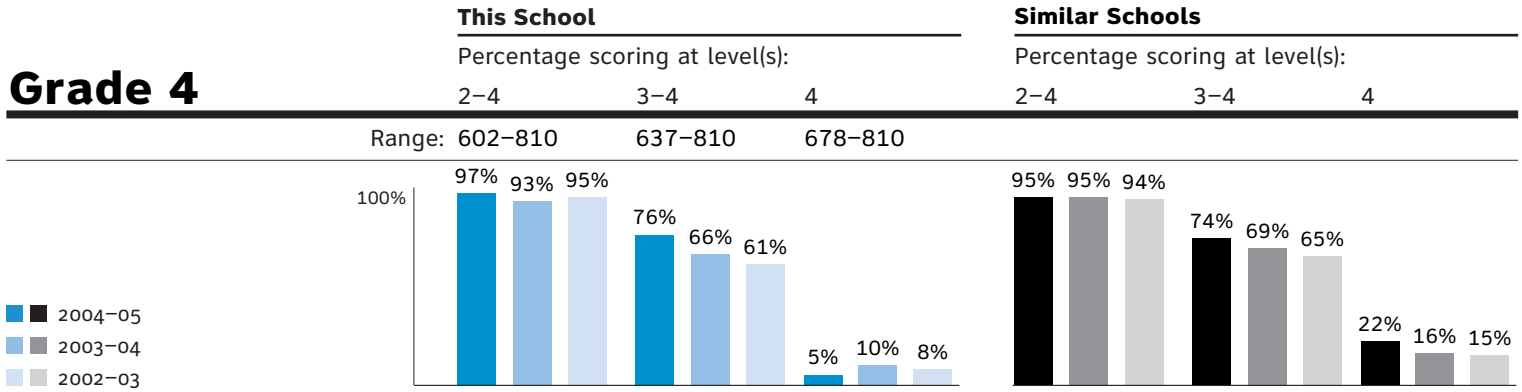 This School Similar Schools
Percentage scoring at level(s): Percentage scoring at level(s):
Grade 4
2–4 3–4 4 2–4 3–4 4
Range: 602–810 637–810 678–810
97% 93% 95% 95% 95% 94%
100%
76% 66% 61% 74% 69% 65%
5% 10% 8% 22% 16% 15%
2004–05
2003–04
2002–03